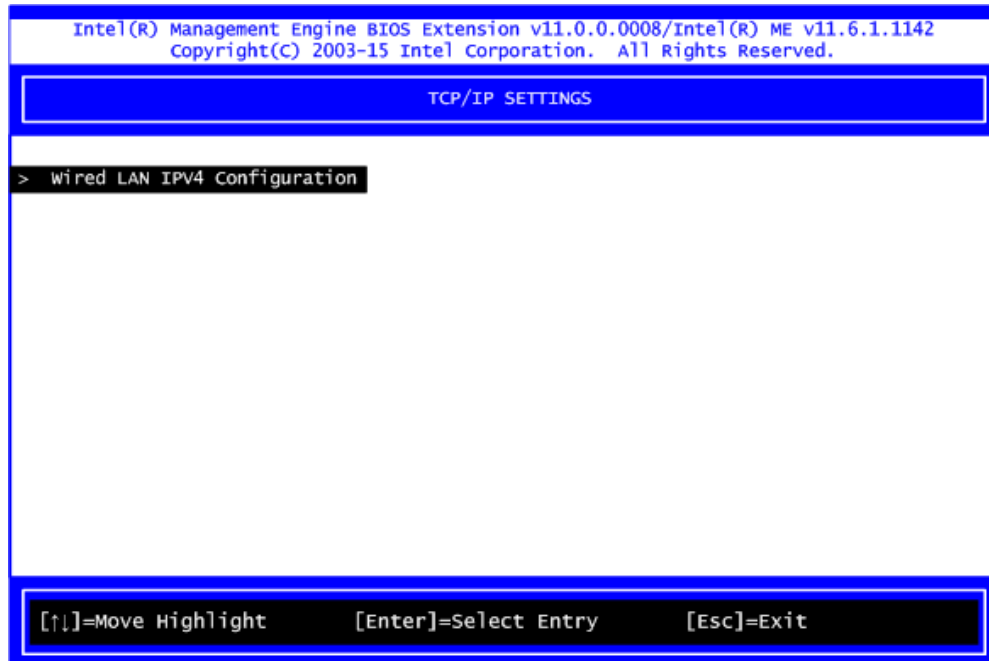 Intel(R) Management Engine BIOS Extension v11.0.0.0008/Intel(R) ME v11.6.1.1142
Copyright(C) 2003-15 Intel Corporation. All Rights Reserved.
TCP/IP SETTINGS
> Wired LAN IPV4 Configuration
[↑↓]=Move Highlight [Enter]=Select Entry [Esc]=Exit